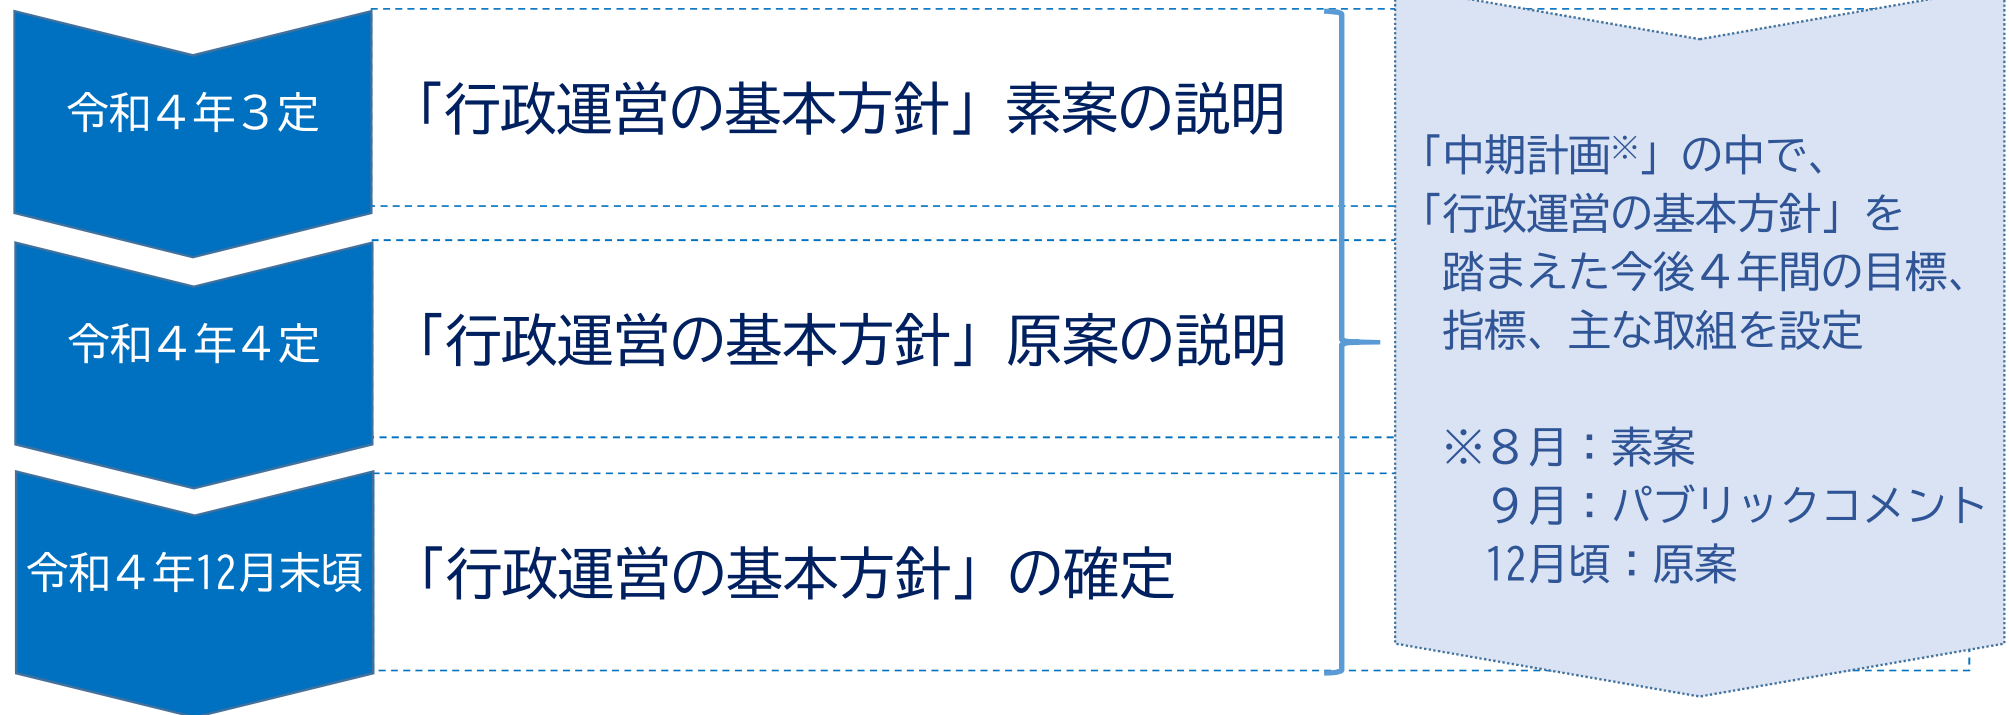 令和４年３定
「行政運営の基本方針」素案の説明
令和４年４定
「行政運営の基本方針」原案の説明
令和４年12月末頃
「行政運営の基本方針」の確定
「中期計画※」の中で、
「行政運営の基本方針」を
踏まえた今後４年間の目標、
指標、主な取組を設定
※８月：素案
９月：パブリックコメント
12月頃：原案